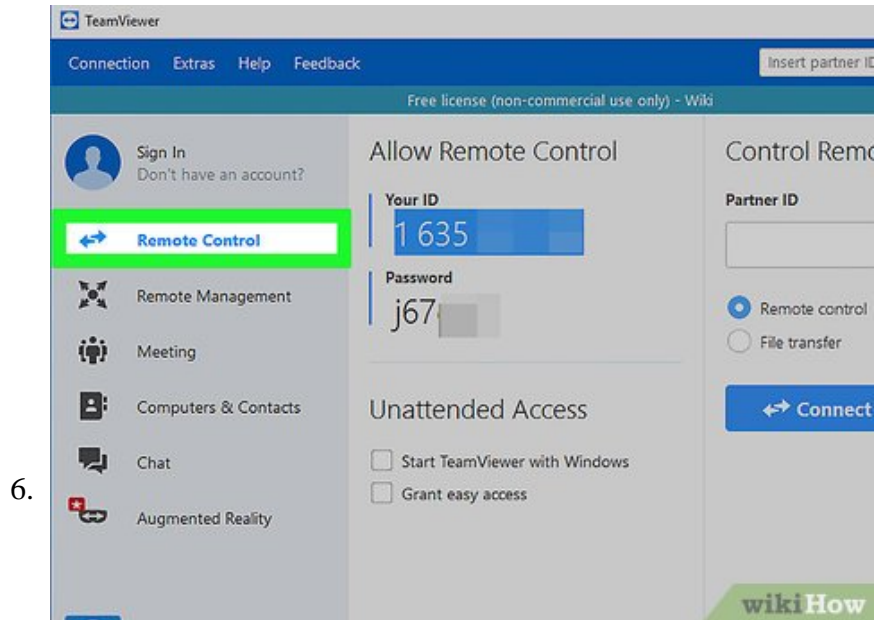 TeamViewer
Connection Extras Help Feedback
Insert partner ID
Free license (non-commercial use only) - Wiki
Sign In
Don't have an account?
Remote Control
Remote Management
Meeting
Computers & Contacts
Chat
Augmented Reality
Allow Remote Control
Your ID
1 635
Password
j67
Unattended Access
Start TeamViewer with Windows
Grant easy access
Control Remo
Partner ID
Remote control
File transfer
Connect
6.
wikiHow